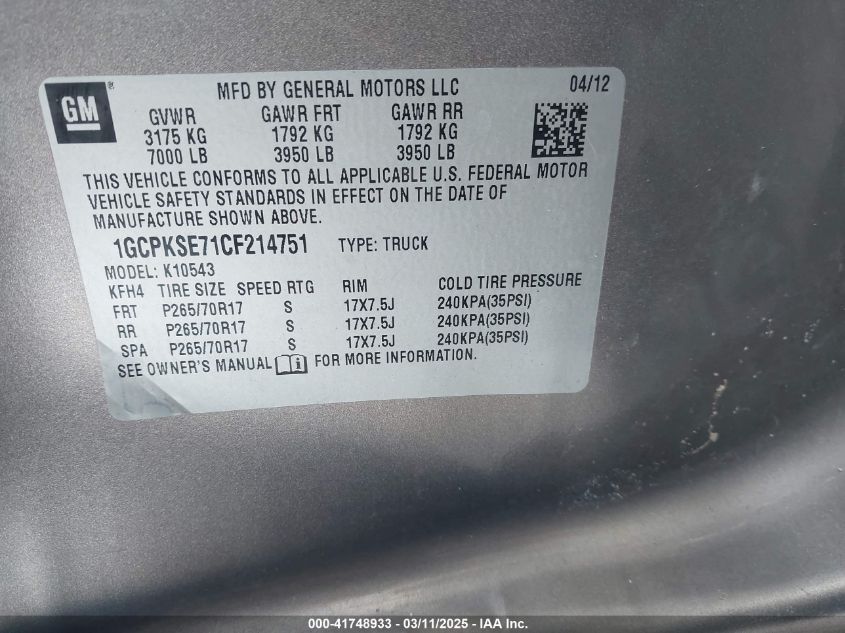 GM®
MFD BY GENERAL MOTORS LLC 04/12
GVWR GAWR FRT GAWR RR
3175 KG 1792 KG 1792 KG
7000 LB 3950 LB 3950 LB
THIS VEHICLE CONFORMS TO ALL APPLICABLE U.S. FEDERAL MOTOR
VEHICLE SAFETY STANDARDS IN EFFECT ON THE DATE OF
MANUFACTURE SHOWN ABOVE.
1GCPKSE71CF214751 TYPE: TRUCK
MODEL: K10543
KFH4 TIRE SIZE SPEED RTG RIM COLD TIRE PRESSURE
FRT P265/70R17 S 17X7.5J 240KPA(35PSI)
RR P265/70R17 S 17X7.5J 240KPA(35PSI)
SPA P265/70R17 S 17X7.5J 240KPA(35PSI)
SEE OWNER'S MANUAL i FOR MORE INFORMATION.
000-41748933 - 03/11/2025 - IAA Inc.